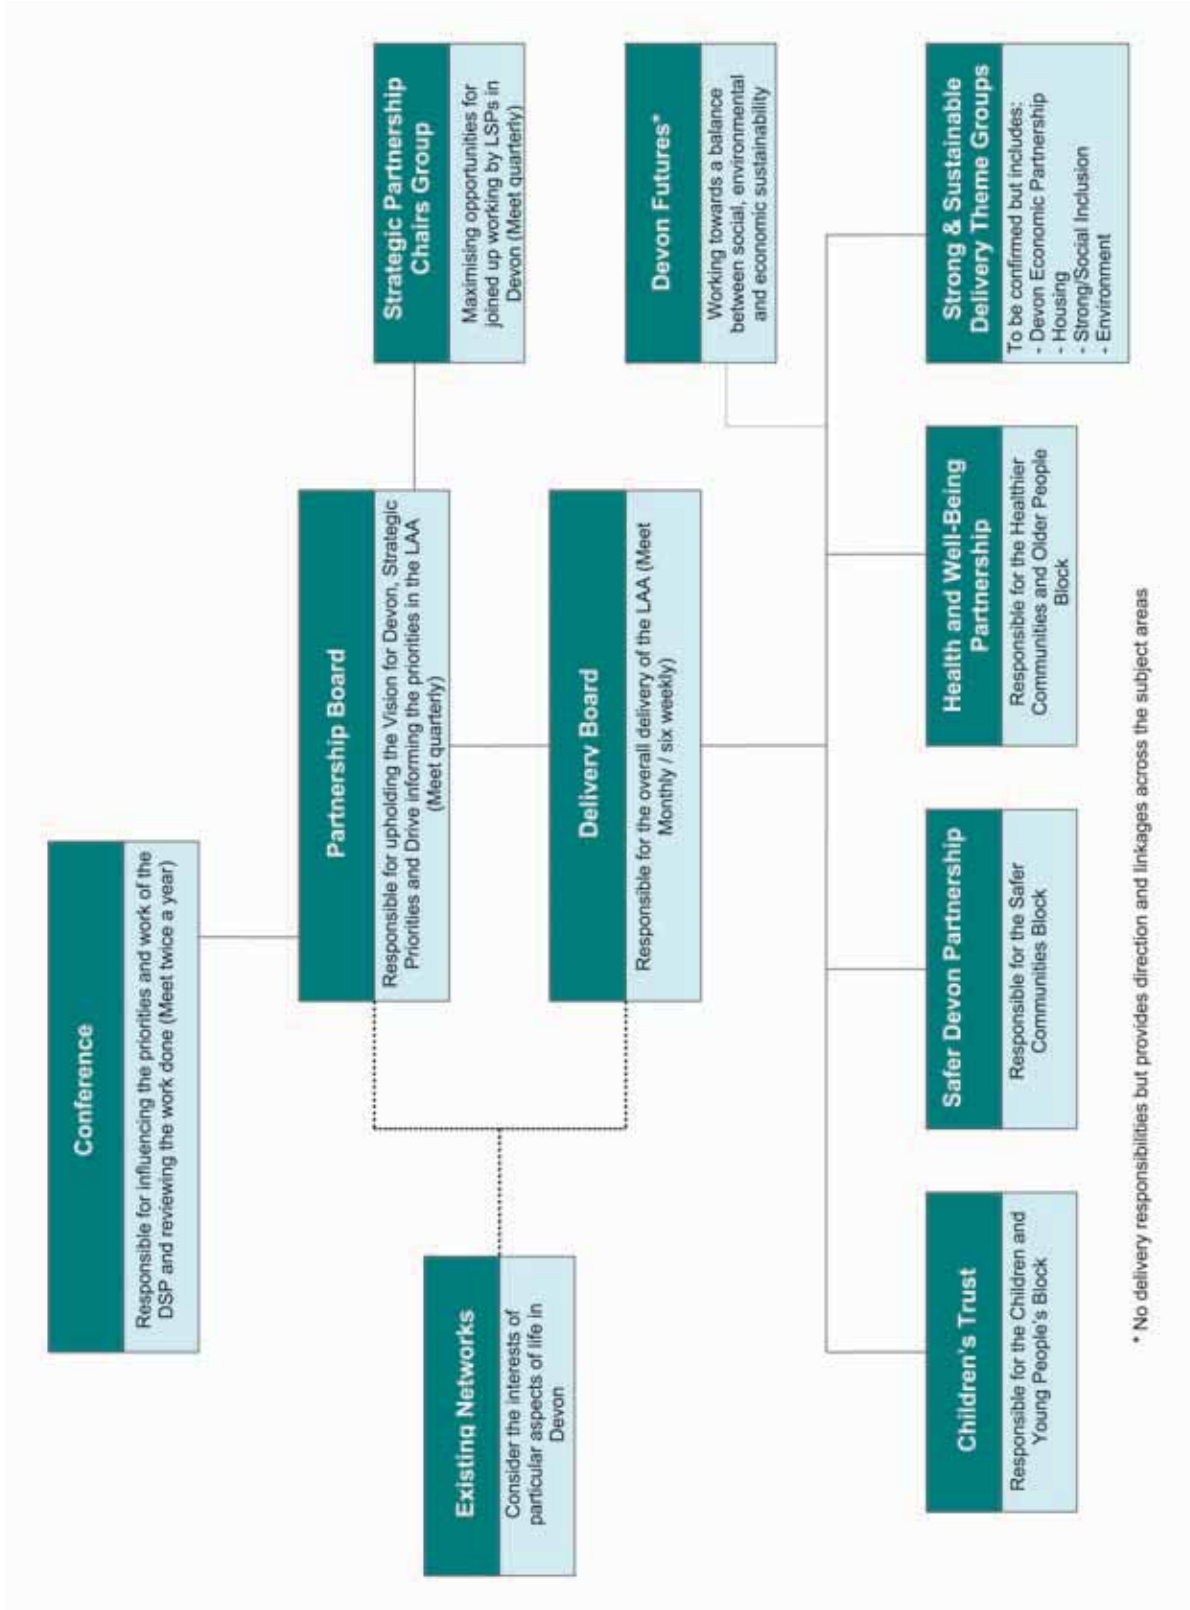 Conference
Responsible for influencing the priorities and work of the
DSP and reviewing the work done (Meet twice a year)
Partnership Board
Responsible for upholding the Vision for Devon, Strategic
Priorities and Drive informing the priorities in the LAA
(Meet quarterly)
Strategic Partnership
Chairs Group
Maximising opportunities for
joined up working by LSPs in
Devon (Meet quarterly)
Existing Networks
Consider the interests of
particular aspects of life in
Devon
Delivery Board
Responsible for the overall delivery of the LAA (Meet
Monthly / six weekly)
Devon Futures*
Working towards a balance
between social, environmental
and economic sustainability
Children's Trust
Responsible for the Children and
Young People's Block
Safer Devon Partnership
Responsible for the Safer
Communities Block
Health and Well-Being
Partnership
Responsible for the Healthier
Communities and Older People
Block
Strong & Sustainable
Delivery Theme Groups
To be confirmed but includes:
- Devon Economic Partnership
- Housing
- Strong/Social Inclusion
- Environment
* No delivery responsibilities but provides direction and linkages across the subject areas